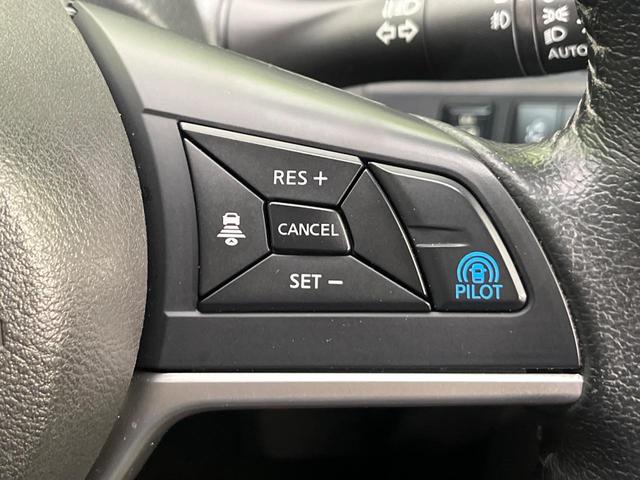 AUTO
RES +
CANCEL
SET −
PILOT